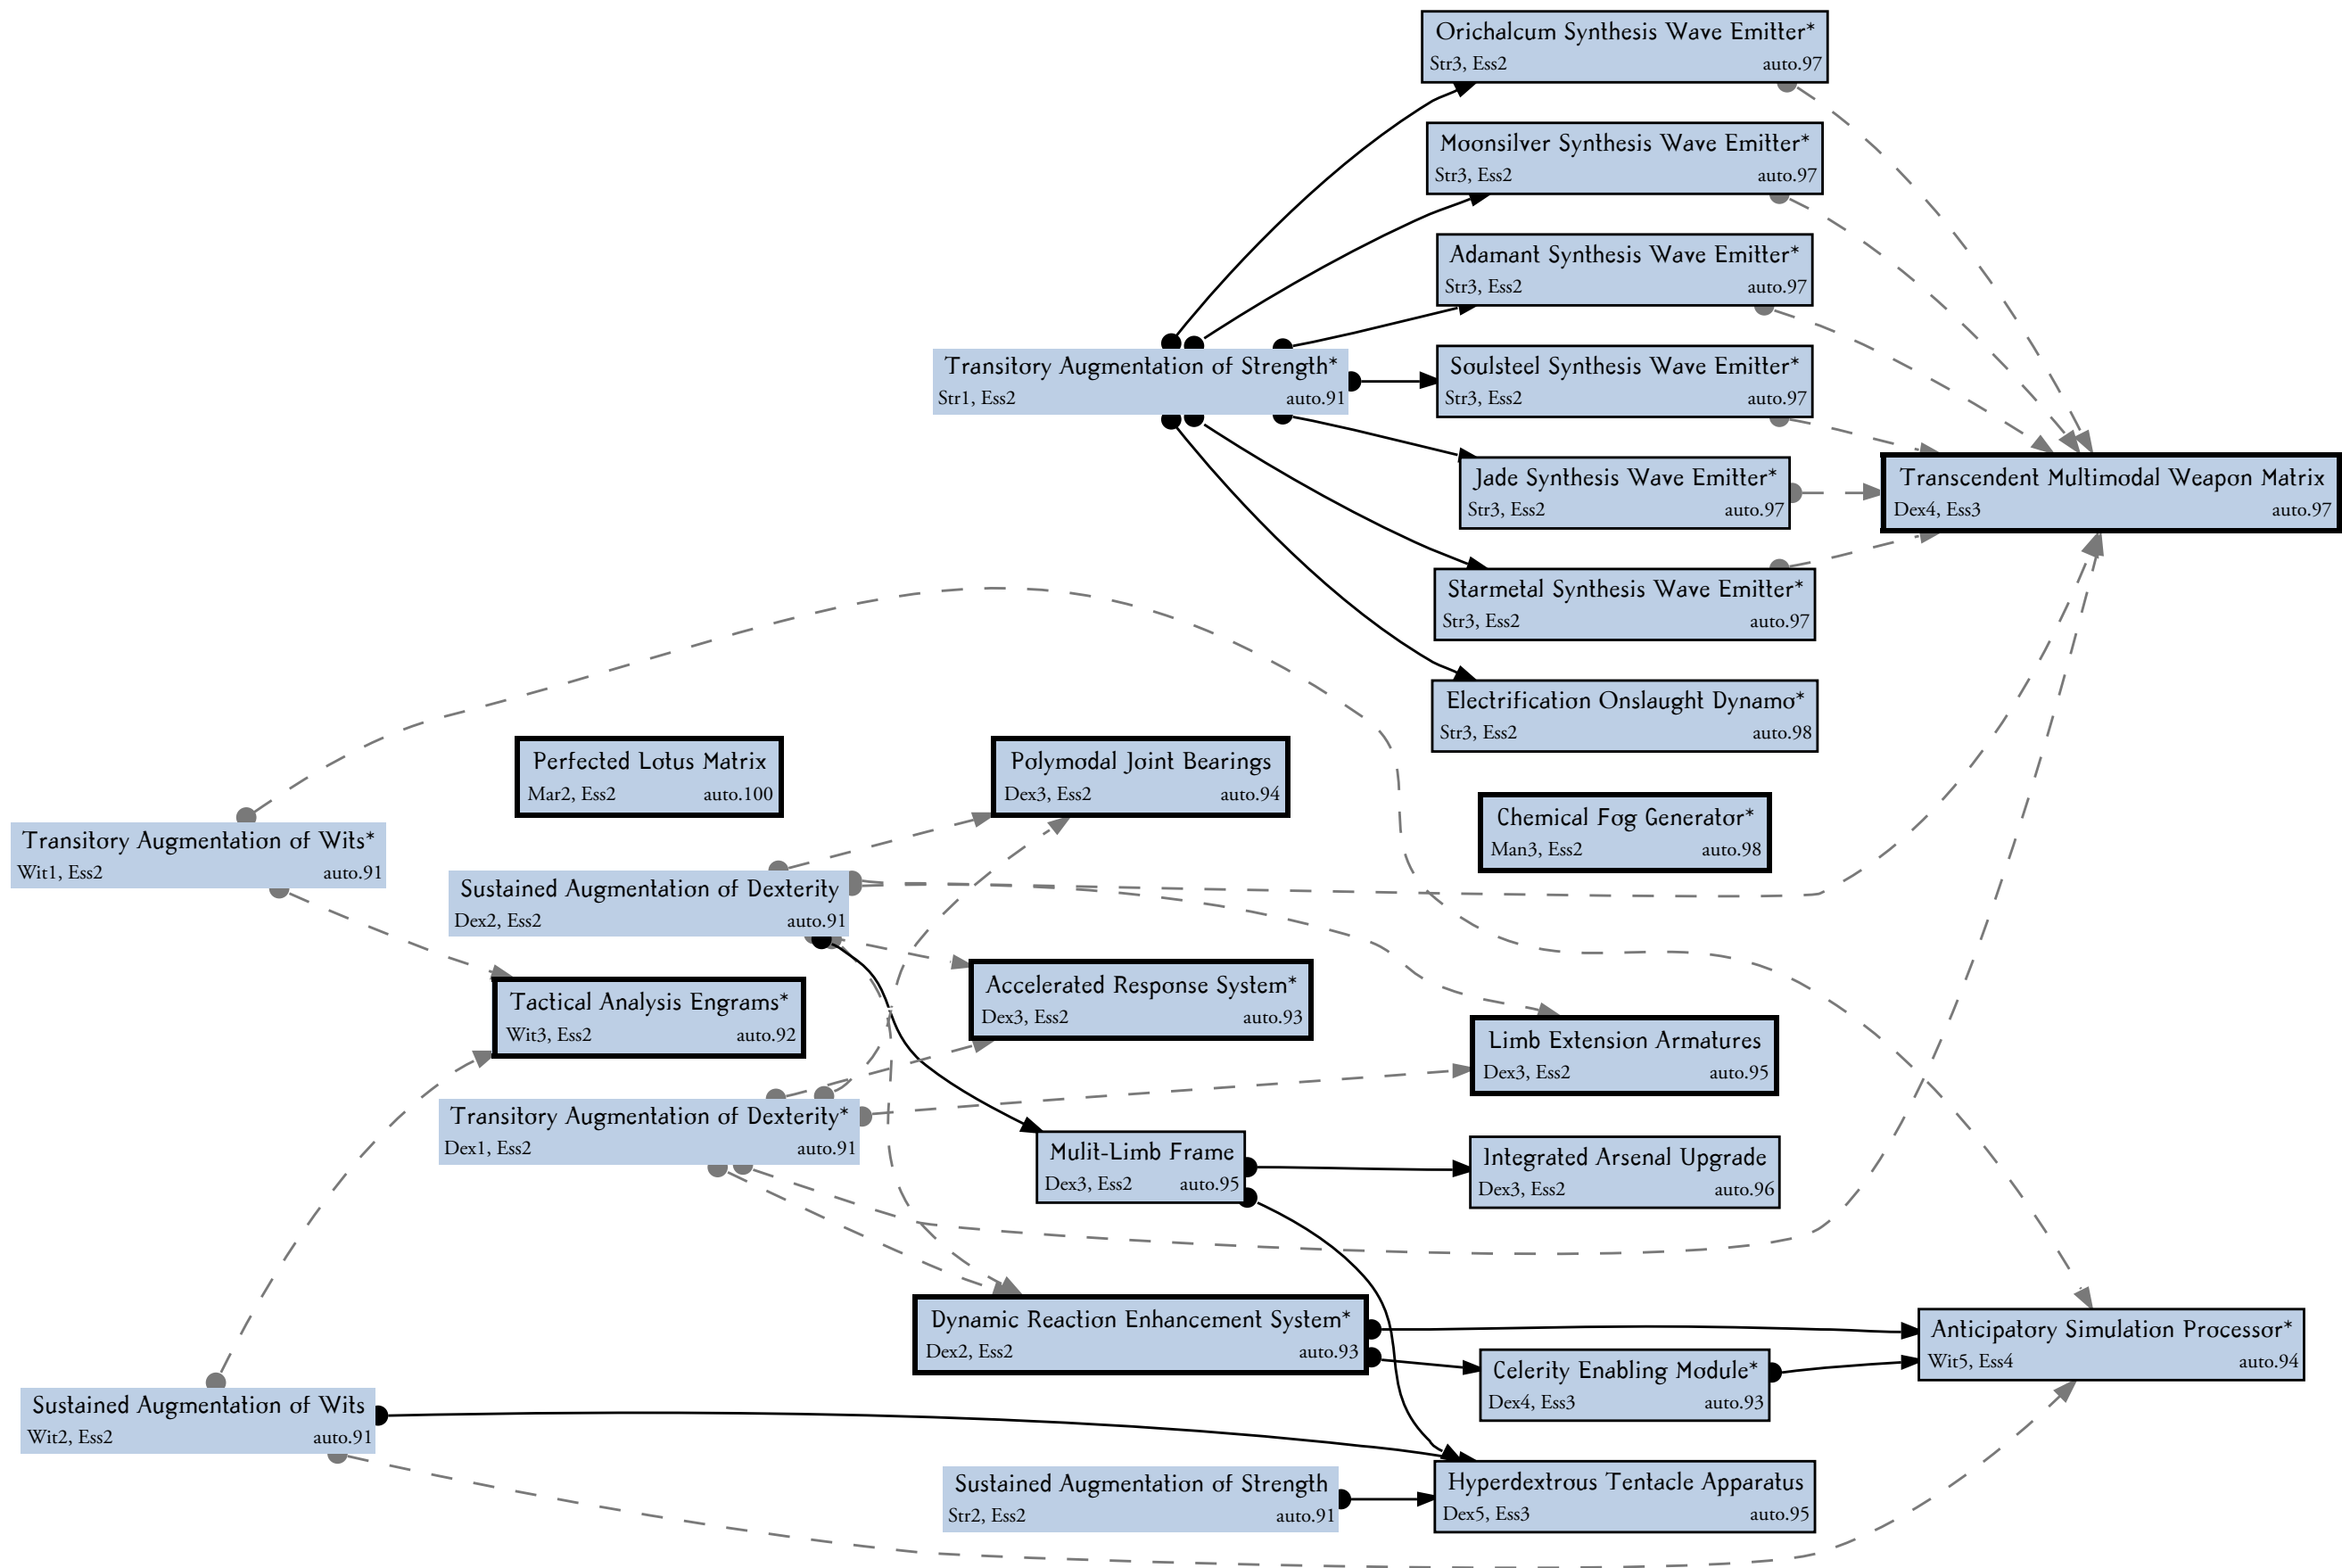 Orichalcum Synthesis Wave Emitter*
Str3, Ess2 auto.97
Moonsilver Synthesis Wave Emitter*
Str3, Ess2 auto.97
Adamant Synthesis Wave Emitter*
Str3, Ess2 auto.97
Transitory Augmentation of Strength*
Str1, Ess2 auto.91
Soulsteel Synthesis Wave Emitter*
Str3, Ess2 auto.97
Jade Synthesis Wave Emitter*
Str3, Ess2 auto.97
Transcendent Multimodal Weapon Matrix
Dex4, Ess3 auto.97
Starmetal Synthesis Wave Emitter*
Str3, Ess2 auto.97
Electrification Onslaught Dynamo*
Str3, Ess2 auto.98
Perfected Lotus Matrix
Mar2, Ess2 auto.100
Polymodal Joint Bearings
Dex3, Ess2 auto.94
Chemical Fog Generator*
Man3, Ess2 auto.98
Transitory Augmentation of Wits*
Wit1, Ess2 auto.91
Sustained Augmentation of Dexterity
Dex2, Ess2 auto.91
Tactical Analysis Engrams*
Wit3, Ess2 auto.92
Accelerated Response System*
Dex3, Ess2 auto.93
Limb Extension Armatures
Dex3, Ess2 auto.95
Transitory Augmentation of Dexterity*
Dex1, Ess2 auto.91
Mulit-Limb Frame
Dex3, Ess2 auto.95
Integrated Arsenal Upgrade
Dex3, Ess2 auto.96
Dynamic Reaction Enhancement System*
Dex2, Ess2 auto.93
Anticipatory Simulation Processor*
Wit5, Ess4 auto.94
Celerity Enabling Module*
Dex4, Ess3 auto.93
Sustained Augmentation of Wits
Wit2, Ess2 auto.91
Sustained Augmentation of Strength
Str2, Ess2 auto.91
Hyperdextrous Tentacle Apparatus
Dex5, Ess3 auto.95